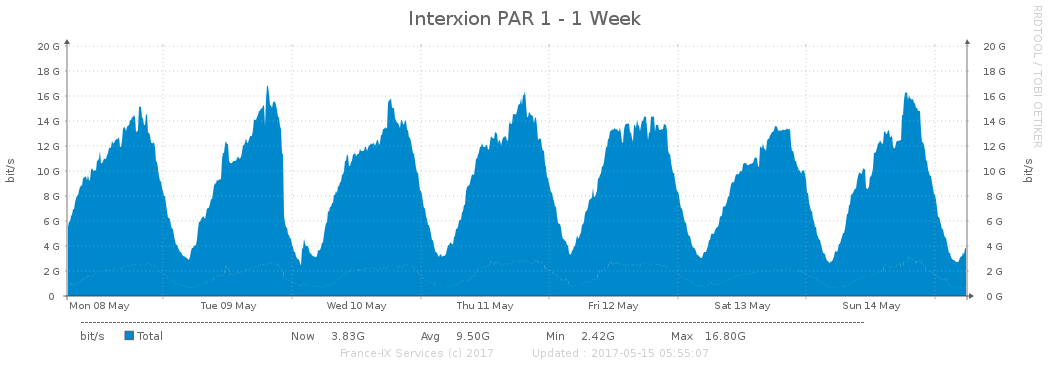 Interxion PAR 1 - 1 Week
RRDTOOL / TOBI OETIKER
20 G 20 G
18 G 18 G
16 G 16 G
14 G 14 G
12 G 12 G
10 G 10 G
8 G 8 G
6 G 6 G
4 G 4 G
2 G 2 G
0 0 G
bit/s
bit/s
Mon 08 May Tue 09 May Wed 10 May Thu 11 May Fri 12 May Sat 13 May Sun 14 May
bit/s Total Now 3.83G Avg 9.50G Min 2.42G Max 16.80G
France-IX Services (c) 2017 Updated : 2017-05-15 05:55:07